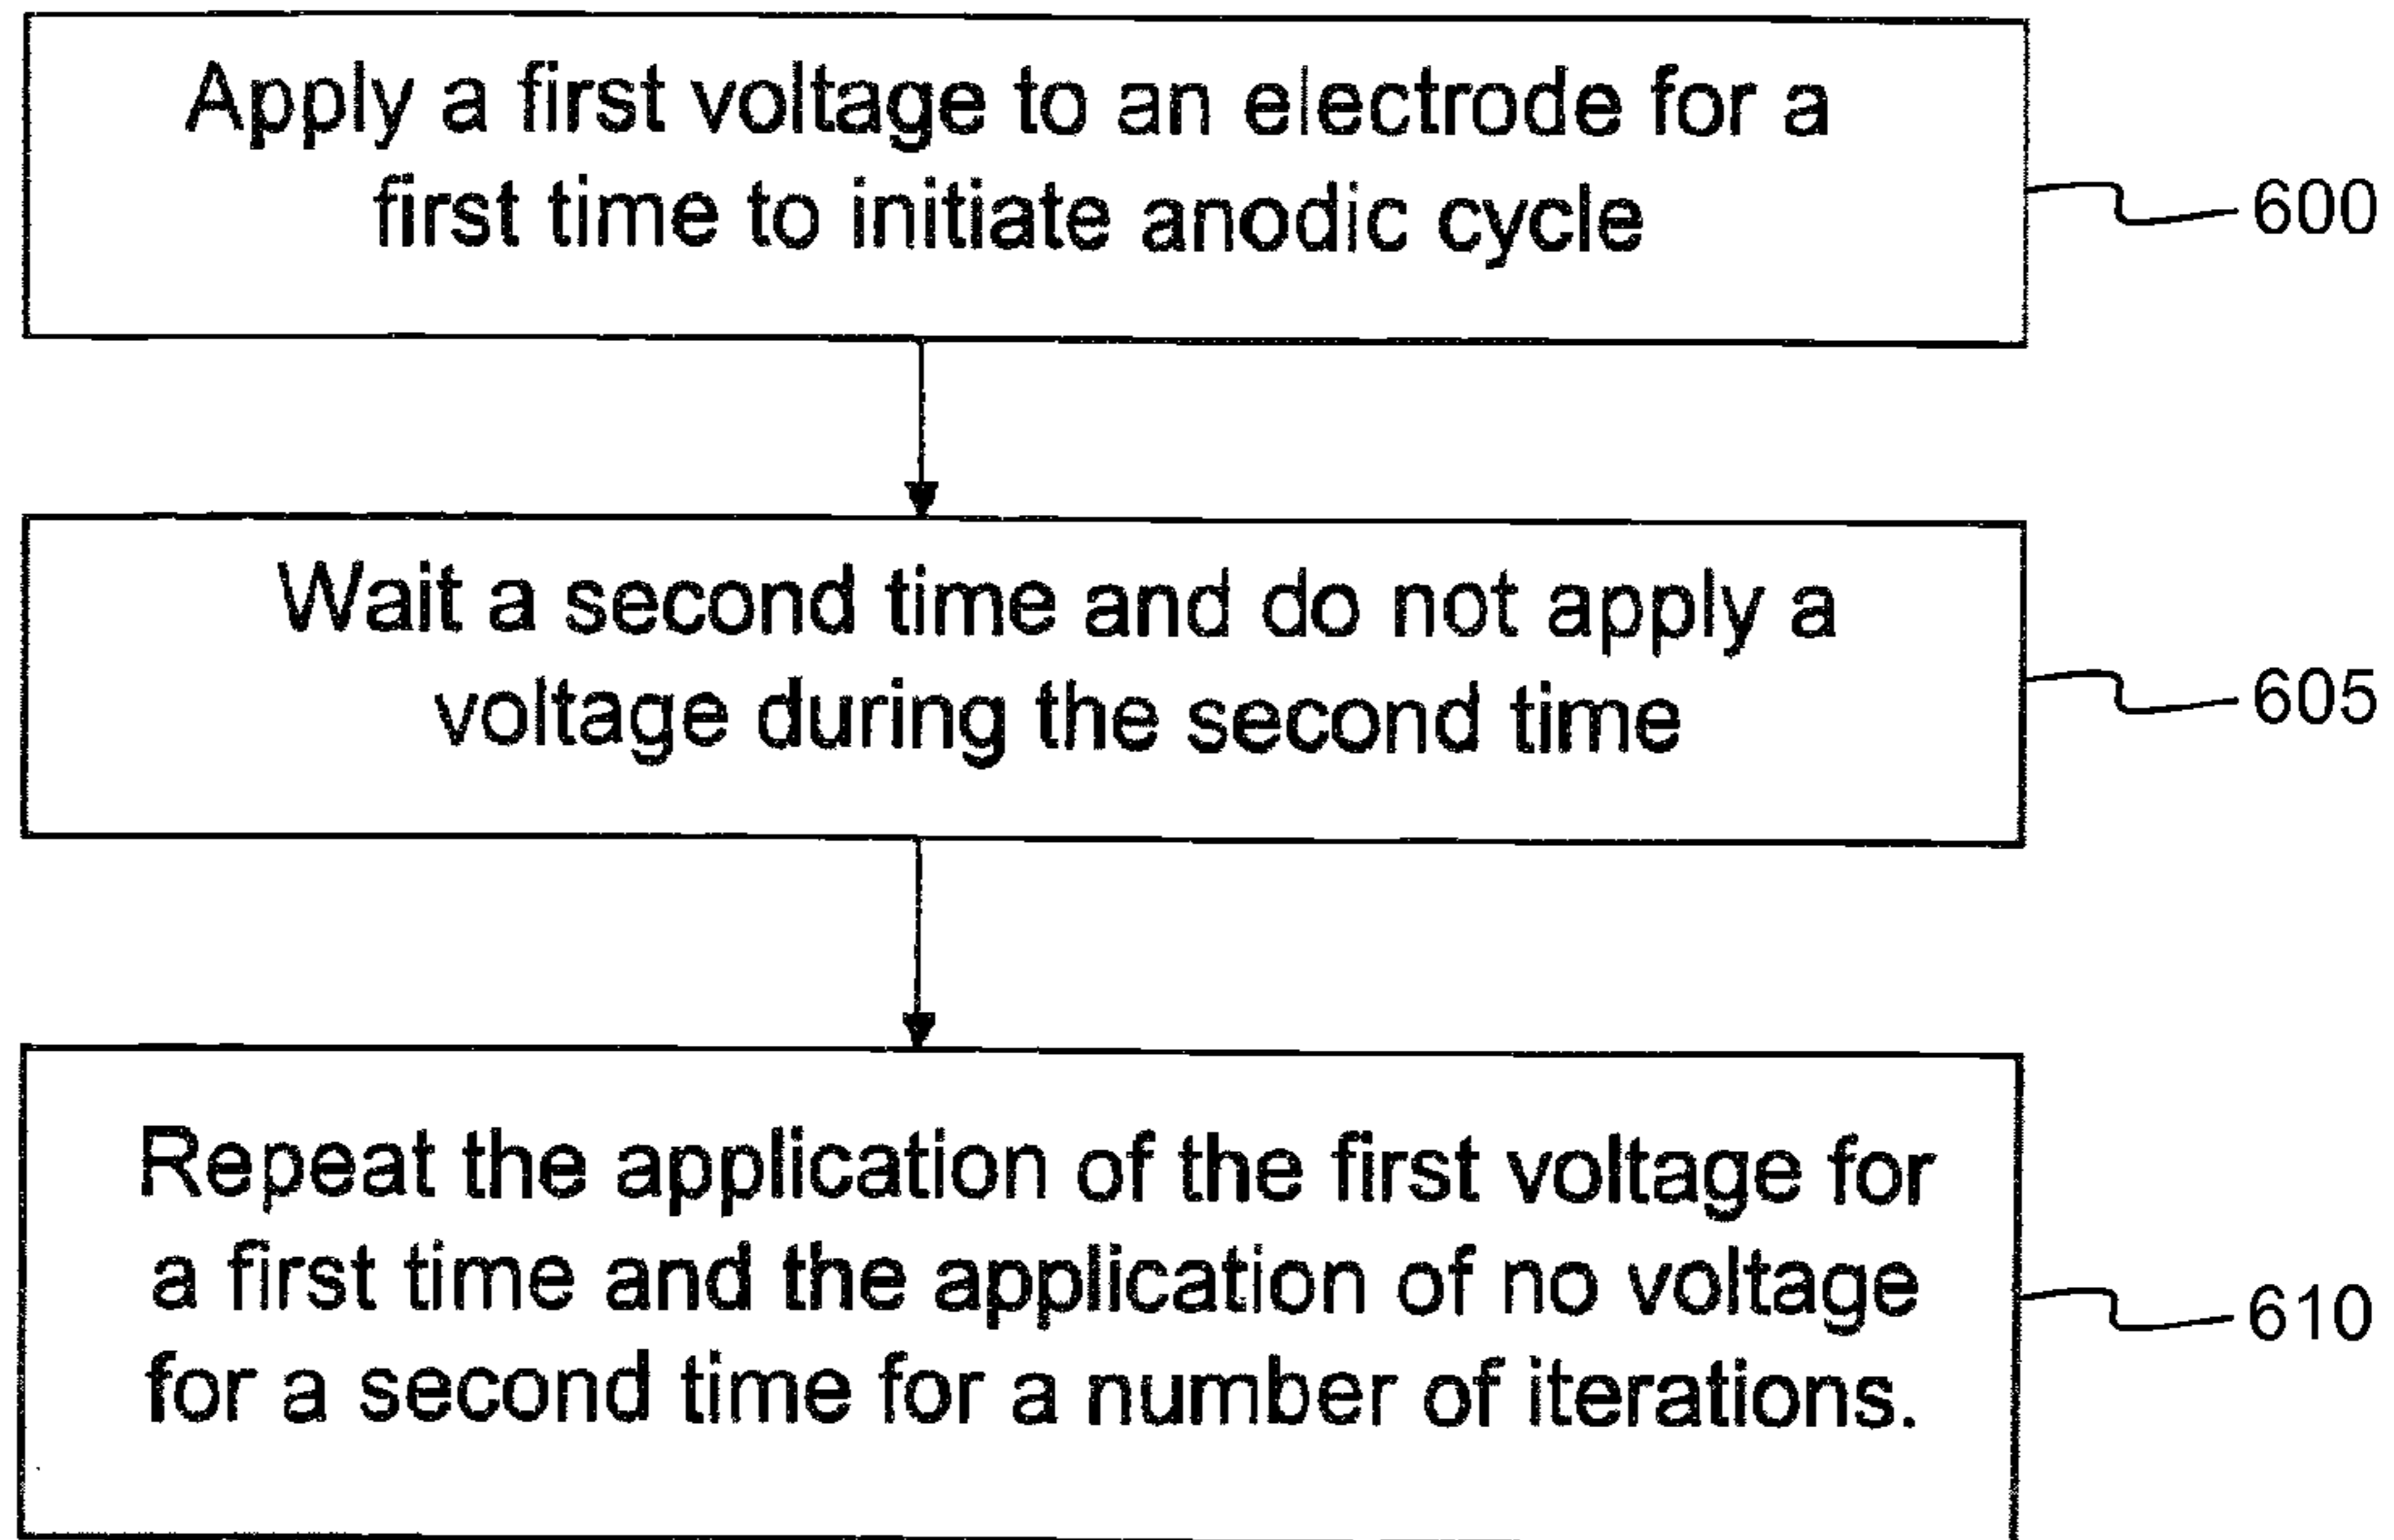 Apply a first voltage to an electrode for a
first time to initiate anodic cycle
600
Wait a second time and do not apply a
voltage during the second time
605
Repeat the application of the first voltage for
a first time and the application of no voltage
for a second time for a number of iterations.
610